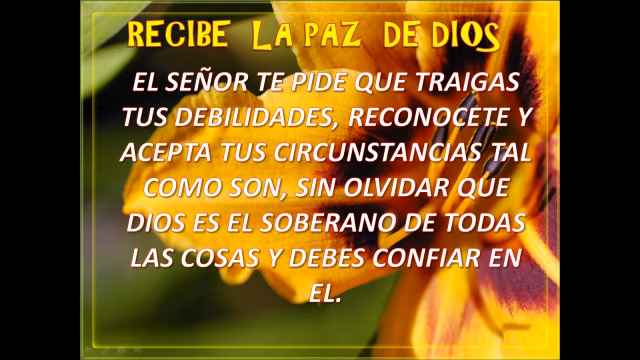 RECIBE LA PAZ DE DIOS
EL SEÑOR TE PIDE QUE TRAIGAS
TUS DEBILIDADES, RECONOCETE Y
ACEPTA TUS CIRCUNSTANCIAS TAL
COMO SON, SIN OLVIDAR QUE
DIOS ES EL SOBERANO DE TODAS
LAS COSAS Y DEBES CONFIAR EN
EL.